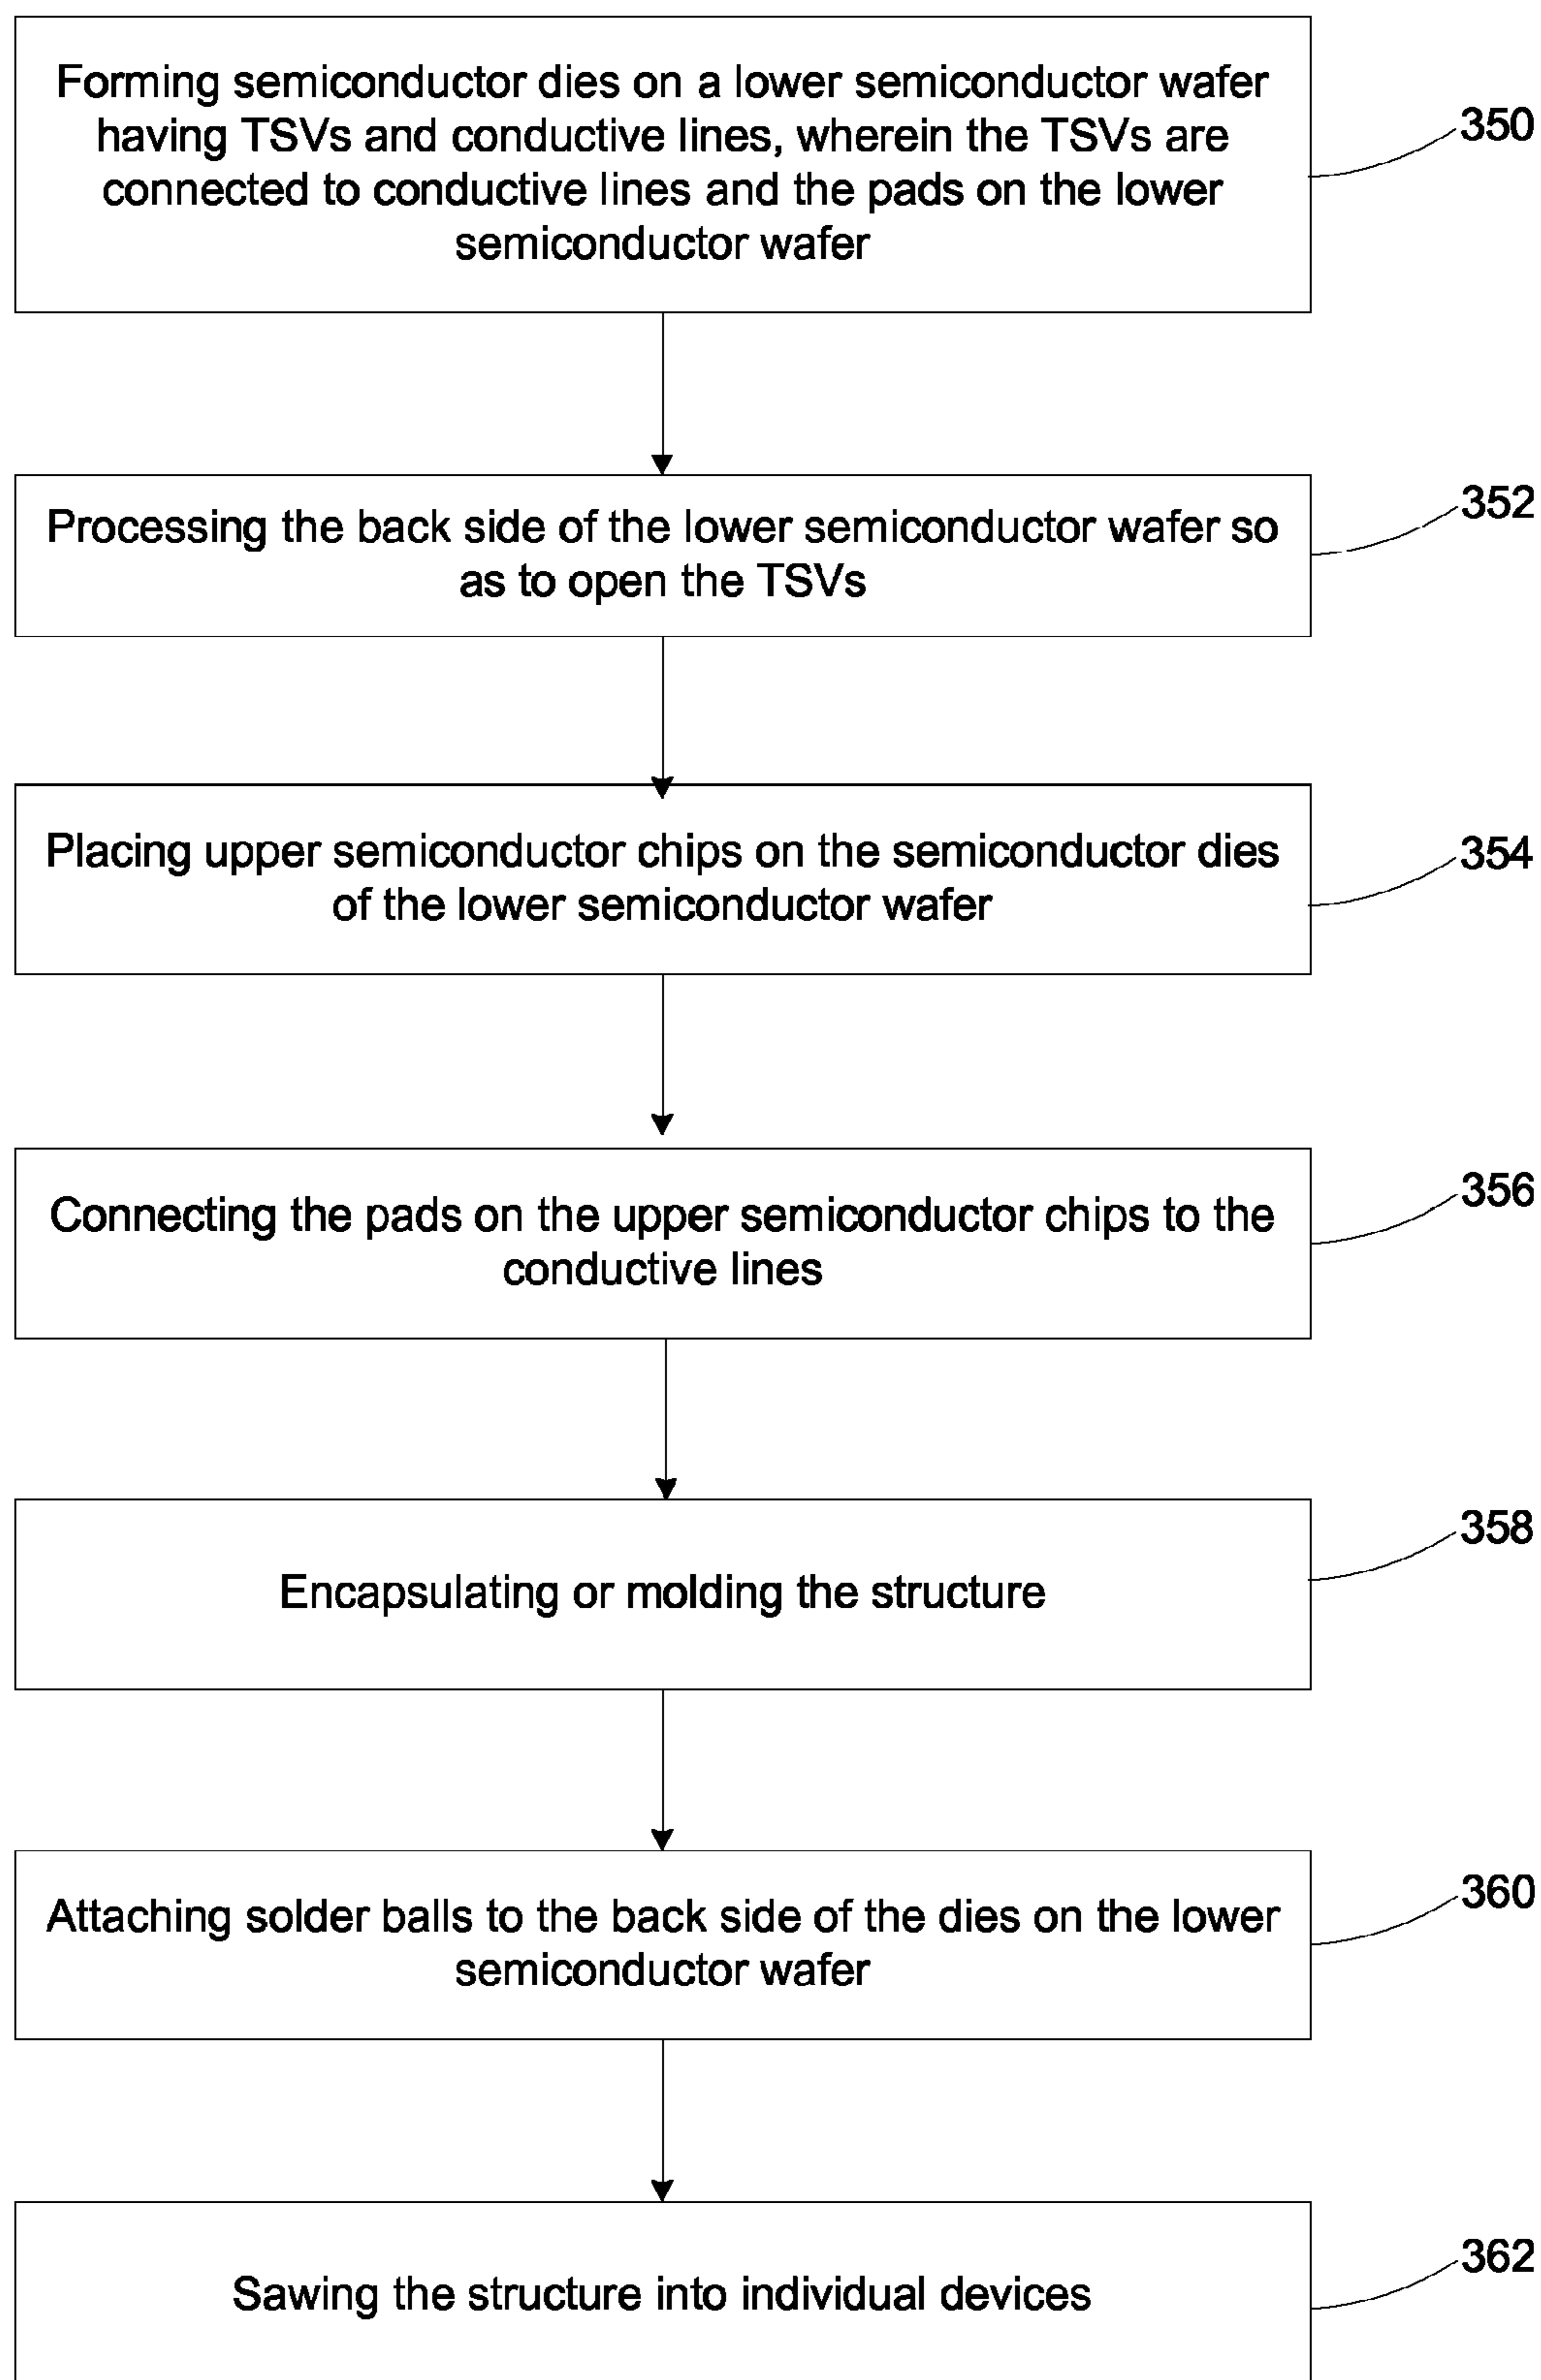 Forming semiconductor dies on a lower semiconductor wafer
having TSVs and conductive lines, wherein the TSVs are
connected to conductive lines and the pads on the lower
semiconductor wafer
350
Processing the back side of the lower semiconductor wafer so
as to open the TSVs
352
Placing upper semiconductor chips on the semiconductor dies
of the lower semiconductor wafer
354
Connecting the pads on the upper semiconductor chips to the
conductive lines
356
Encapsulating or molding the structure
358
Attaching solder balls to the back side of the dies on the lower
semiconductor wafer
360
Sawing the structure into individual devices
362